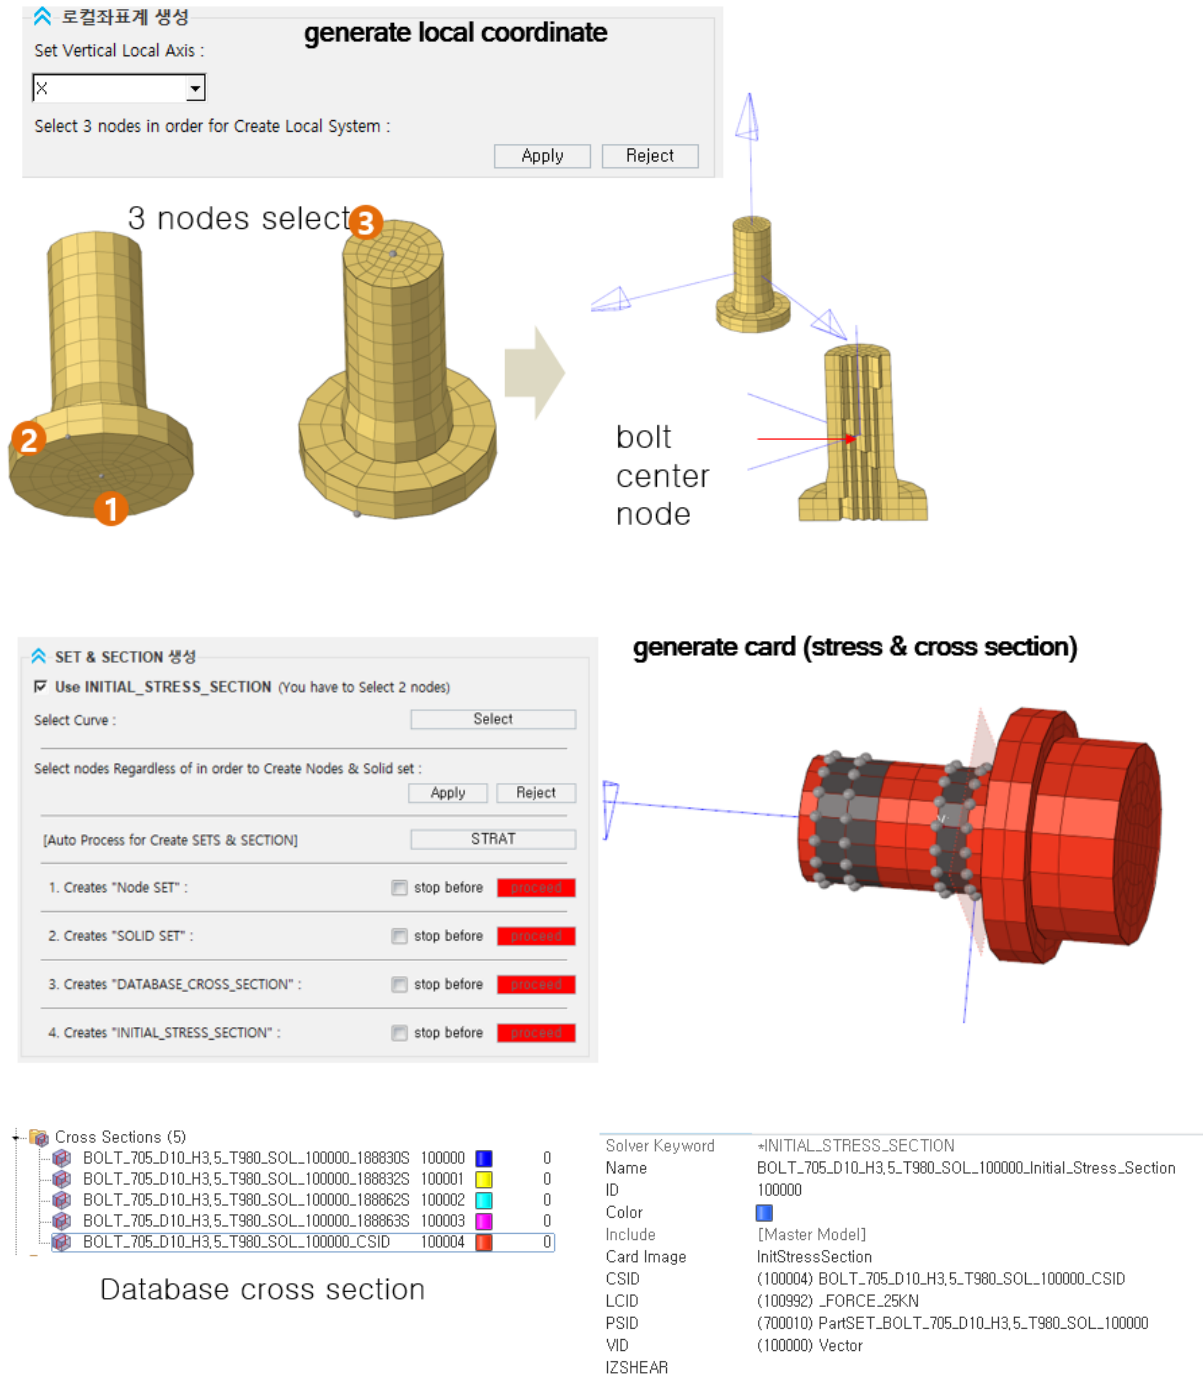 로컬좌표계 생성
generate local coordinate
Set Vertical Local Axis :
X
Select 3 nodes in order for Create Local System :
Apply
Reject
3 nodes select
3
2
1
bolt
center
node
SET & SECTION 생성
generate card (stress & cross section)
Use INITIAL_STRESS_SECTION (You have to Select 2 nodes)
Select Curve :
Select
Select nodes Regardless of in order to Create Nodes & Solid set :
Apply
Reject
[Auto Process for Create SETS & SECTION]
STRAT
1. Creates "Node SET" :
stop before
proceed
2. Creates "SOLID SET" :
stop before
proceed
3. Creates "DATABASE_CROSS_SECTION" :
stop before
proceed
4. Creates "INITIAL_STRESS_SECTION" :
stop before
proceed
Cross Sections (5)
BOLT_705_D10_H3,5_T980_SOL_100000_188830S 100000 0
BOLT_705_D10_H3,5_T980_SOL_100000_188832S 100001 0
BOLT_705_D10_H3,5_T980_SOL_100000_188862S 100002 0
BOLT_705_D10_H3,5_T980_SOL_100000_188863S 100003 0
BOLT_705_D10_H3,5_T980_SOL_100000_CSID 100004 0
Database cross section
Solver Keyword *INITIAL_STRESS_SECTION
Name BOLT_705_D10_H3,5_T980_SOL_100000_Initial_Stress_Section
ID 100000
Color
Include [Master Model]
Card Image InitStressSection
CSID (100004) BOLT_705_D10_H3,5_T980_SOL_100000_CSID
LCID (100992) _FORCE_25KN
PSID (700010) PartSET_BOLT_705_D10_H3,5_T980_SOL_100000
VID (100000) Vector
IZSHEAR